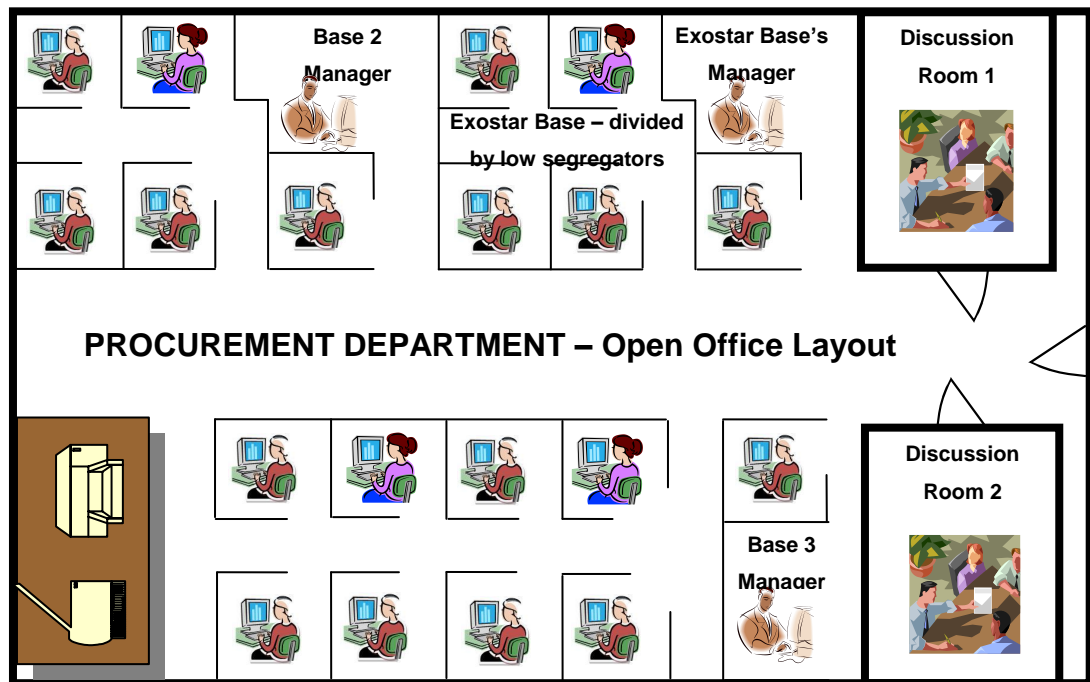 Base 2
Manager
Exostar Base's
Manager
Discussion
Room 1
Exostar Base – divided
by low segregators
PROCUREMENT DEPARTMENT – Open Office Layout
Discussion
Room 2
Base 3
Manager